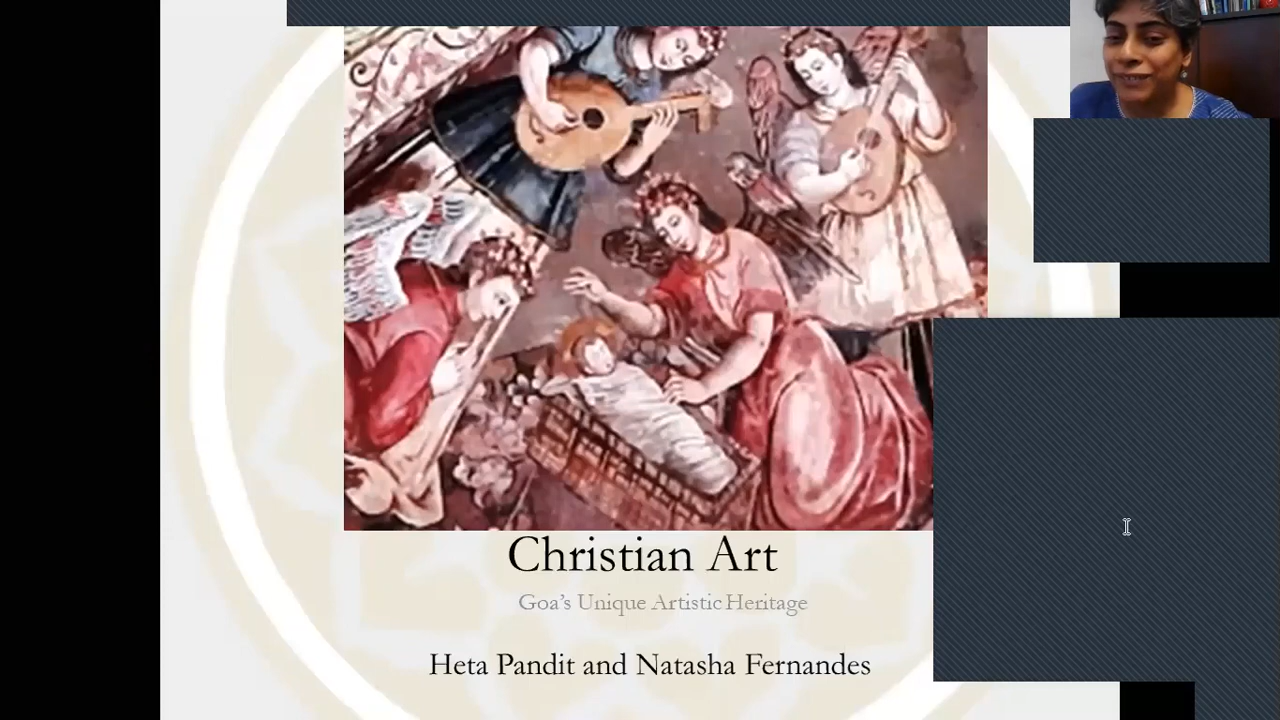 Christian Art
Goa's Unique Artistic Heritage
Heta Pandit and Natasha Fernandes